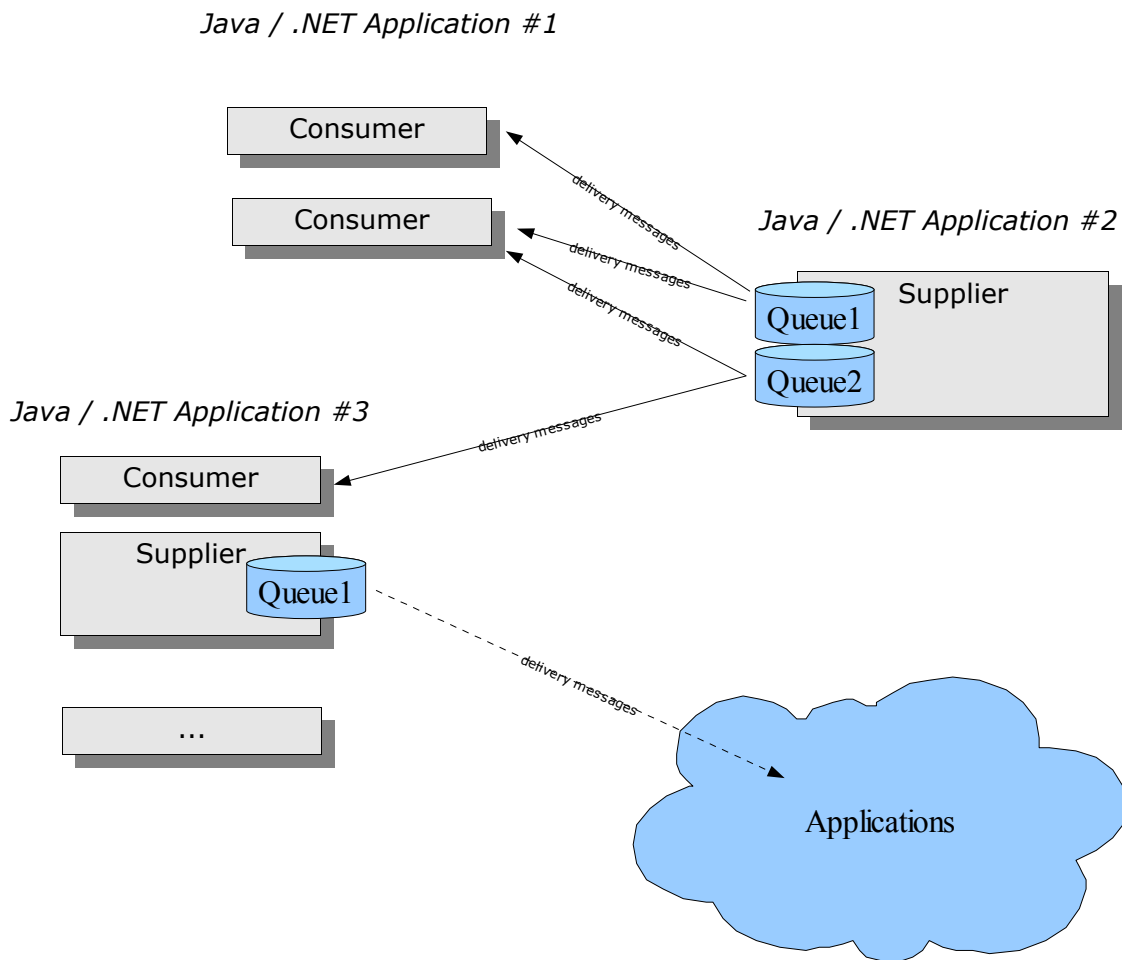 Java / .NET Application #1
Consumer
delivery messages
Consumer
Java / .NET Application #2
delivery messages
Supplier
delivery messages
Queue1
Queue2
Java / .NET Application #3
delivery messages
Consumer
Supplier
Queue1
delivery messages
...
Applications